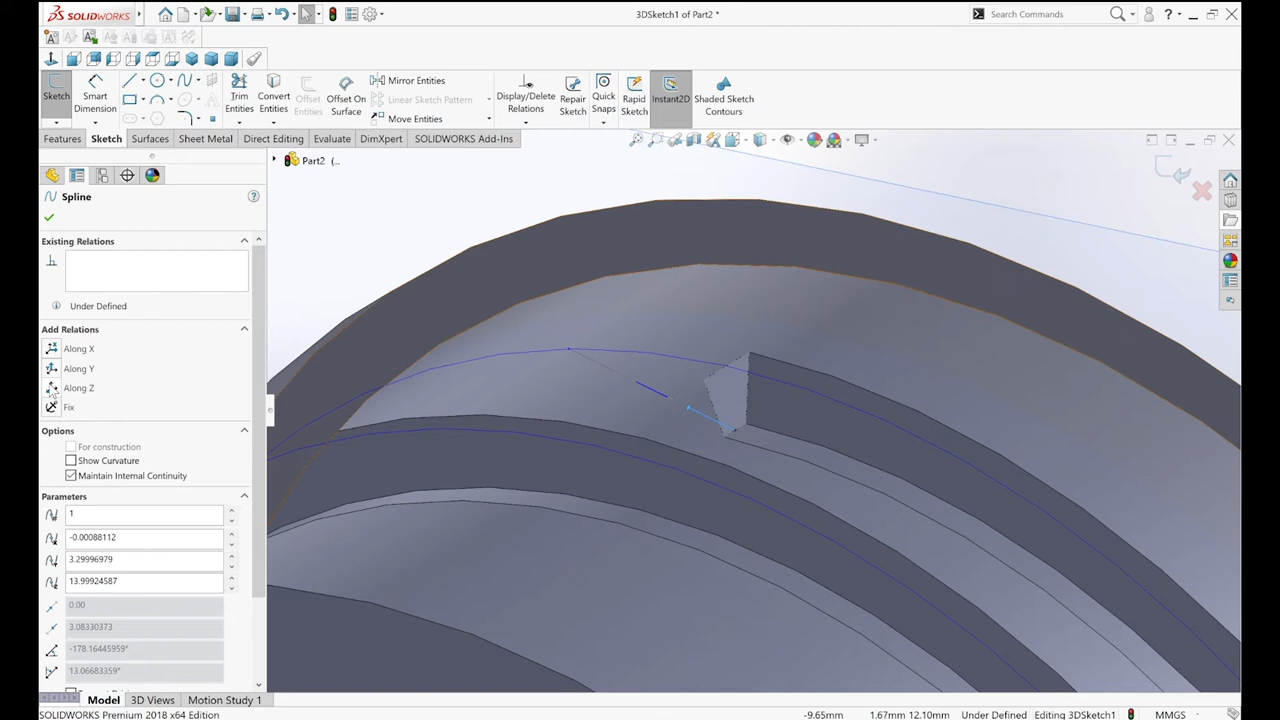 SOLIDWORKS
3DSketch1 of Part2 *
Search Commands
Sketch
Smart
Dimension
Trim
Entities
Convert
Entities
Offset
Entities
Offset On
Surface
Mirror Entities
Linear Sketch Pattern
Move Entities
Display/Delete
Relations
Repair
Sketch
Quick
Snaps
Rapid
Sketch
Instant2D
Shaded Sketch
Contours
Features
Sketch
Surfaces
Sheet Metal
Direct Editing
Evaluate
DimXpert
SOLIDWORKS Add-Ins
Part2 (...
Spline
Existing Relations
Under Defined
Add Relations
Along X
Along Y
Along Z
Fix
Options
For construction
Show Curvature
Maintain Internal Continuity
Parameters
1
-0.00088112
3.29996979
13.99924587
0.00
3.08330373
-178.16445959°
13.06683359°
Model
3D Views
Motion Study 1
SOLIDWORKS Premium 2018 x64 Edition
-9.65mm
1.67mm 12.10mm
Under Defined
Editing 3DSketch1
MMGS